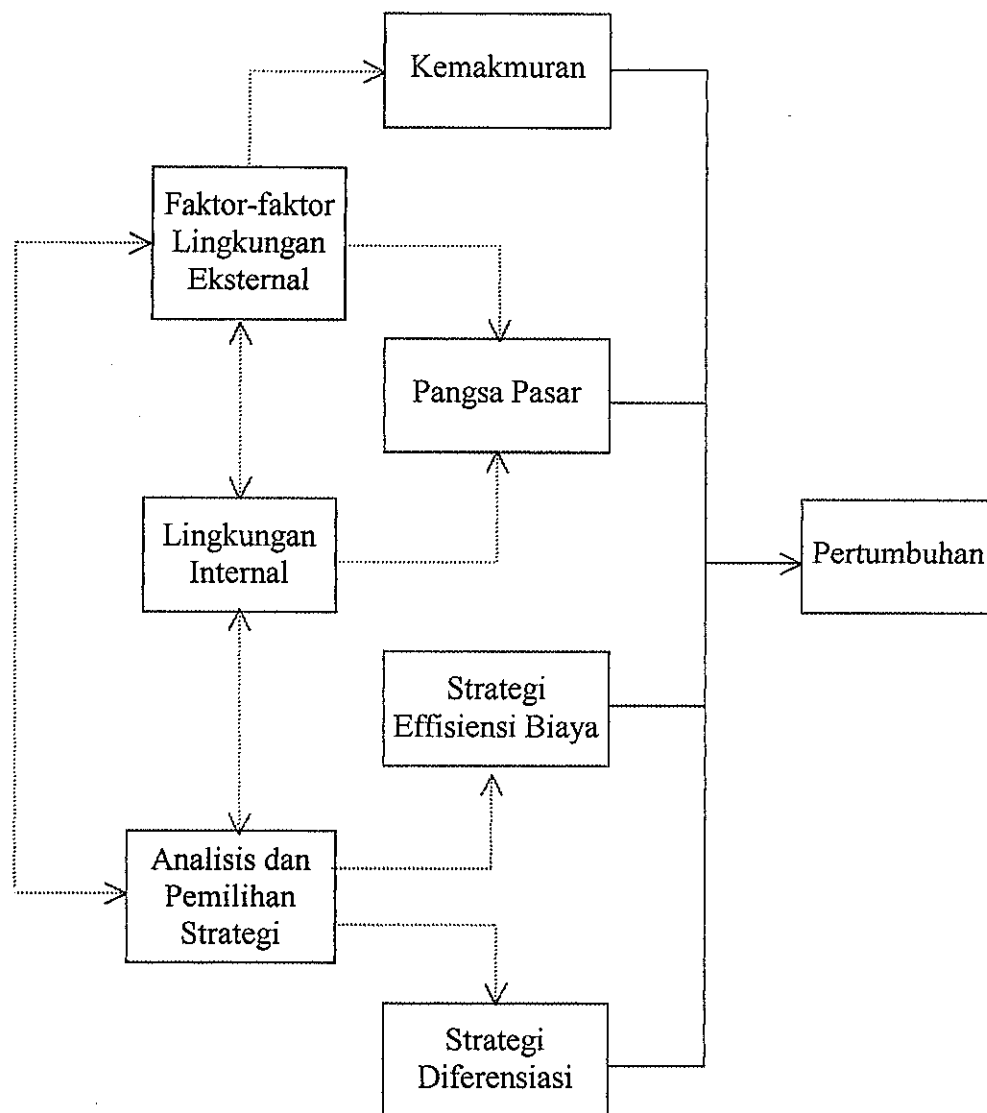 Kemakmuran
Faktor-faktor
Lingkungan
Eksternal
Pangsa Pasar
Lingkungan
Internal
Pertumbuhan
Strategi
Effisiensi Biaya
Analisis dan
Pemilihan
Strategi
Strategi
Diferensiasi